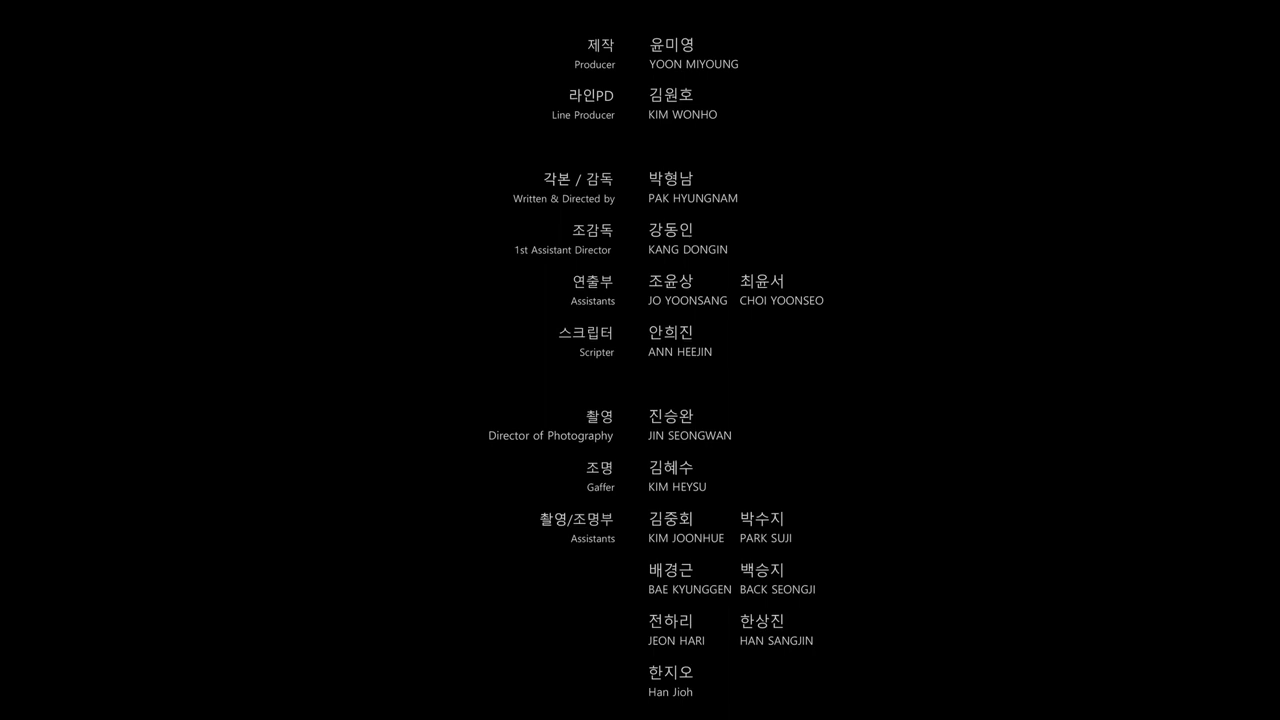 제작 윤미영
Producer YOON MIYOUNG
라인PD 김원호
Line Producer KIM WONHO
각본 / 감독 박형남
Written & Directed by PAK HYUNGNAM
조감독 강동인
1st Assistant Director KANG DONGIN
연출부 조윤상 최윤서
Assistants JO YOONSANG CHOI YOONSEO
스크립터 안희진
Scripter ANN HEEJIN
촬영 진승완
Director of Photography JIN SEONGWAN
조명 김혜수
Gaffer KIM HEYSU
촬영/조명부 김중회 박수지
Assistants KIM JOONHUE PARK SUJI
배경근 백승지
BAE KYUNGGEN BACK SEONGJI
전하리 한상진
JEON HARI HAN SANGJIN
한지오
Han Jioh